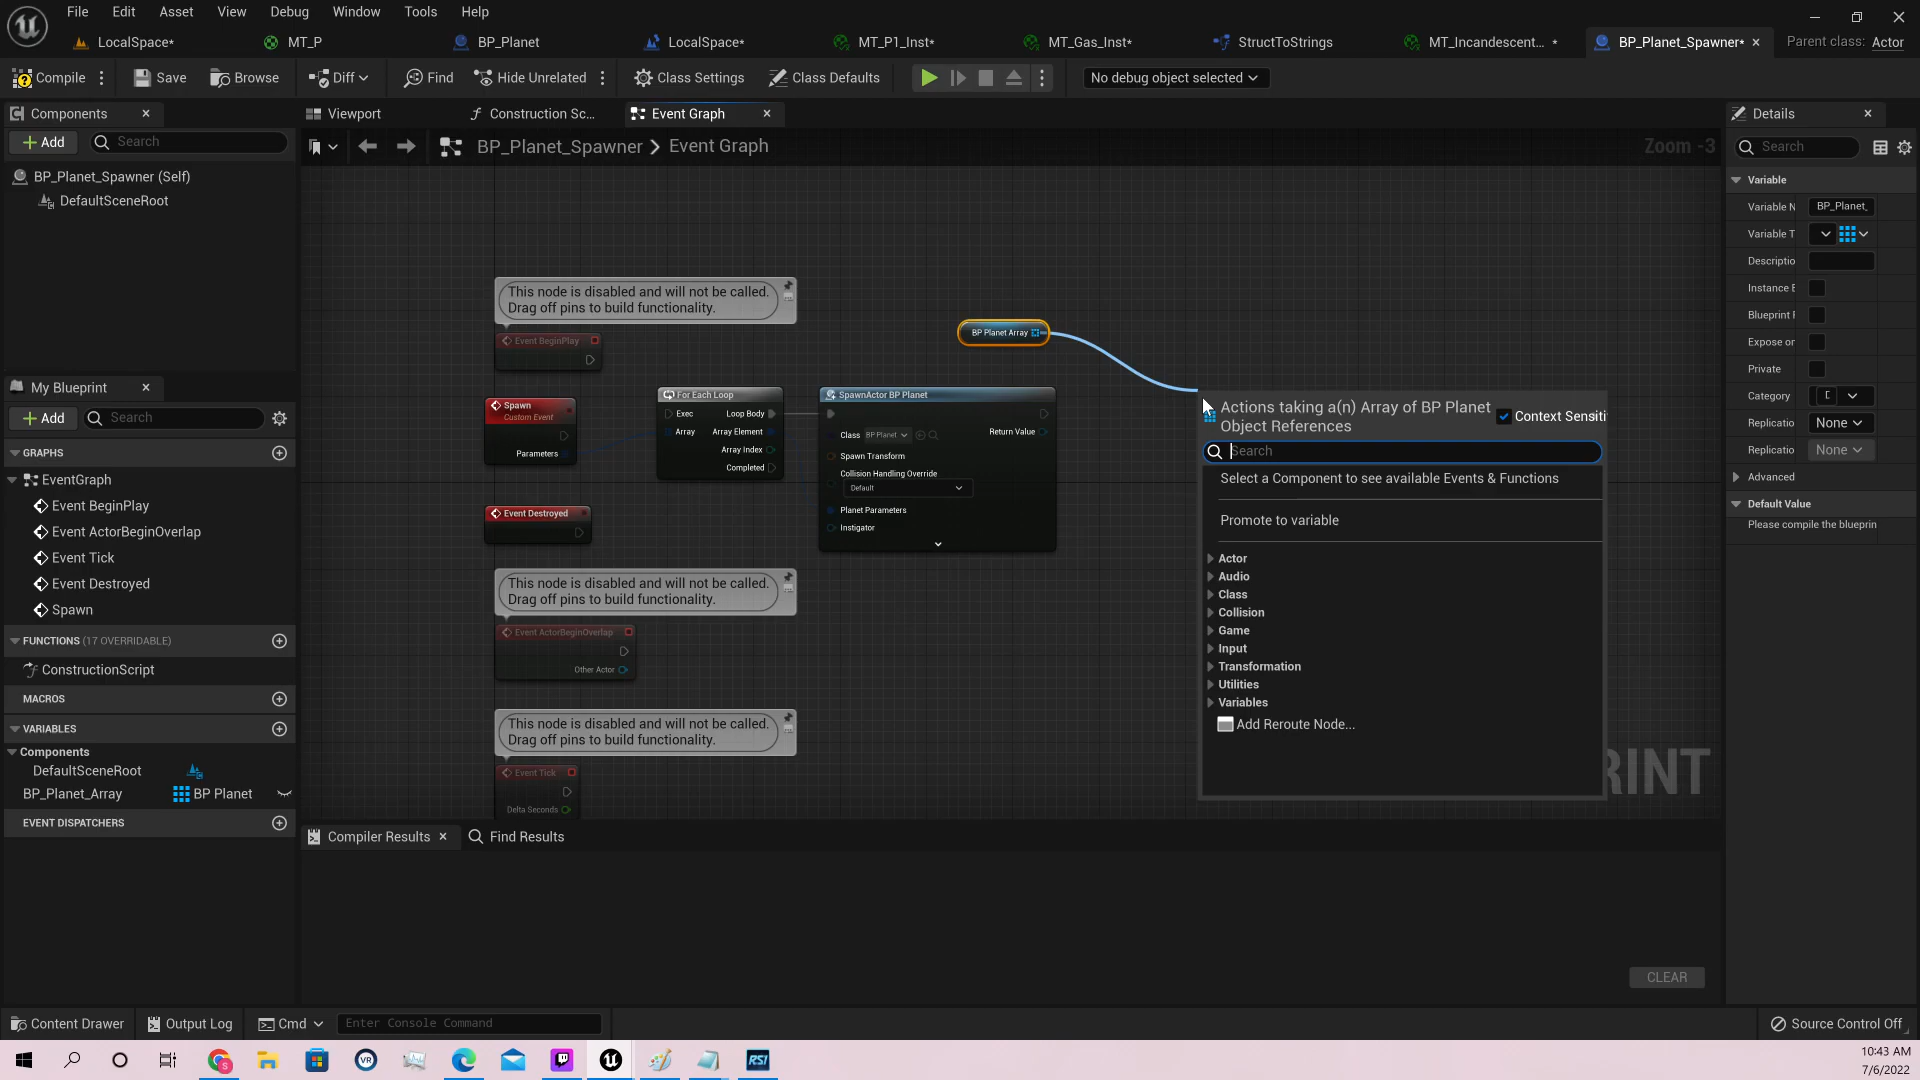 File Edit Asset View Debug Window Tools Help
LocalSpace* MT_P BP_Planet LocalSpace* MT_P1_Inst* MT_Gas_Inst* StructToStrings MT_Incandescent... * BP_Planet_Spawner* Parent class: Actor
Compile Save Browse Diff Find Hide Unrelated Class Settings Class Defaults No debug object selected
Components Viewport Construction Sc... Event Graph Details
Add Search
BP_Planet_Spawner > Event Graph Zoom -3 Search
BP_Planet_Spawner (Self)
DefaultSceneRoot
Variable
Variable N BP_Planet_
Variable T
Descriptio
Instance E
Blueprint F
Expose or
Private
Category
Replicatio None
Replicatio None
Advanced
Default Value
Please compile the blueprin
This node is disabled and will not be called.
Drag off pins to build functionality.
Event BeginPlay
BP Planet Array
Spawn
Custom Event
Parameters
For Each Loop
Exec Loop Body
Array Array Element
Array Index
Completed
SpawnActor BP Planet
Class BP Planet Return Value
Spawn Transform
Collision Handling Override
Default
Planet Parameters
Instigator
Event Destroyed
This node is disabled and will not be called.
Drag off pins to build functionality.
Event ActorBeginOverlap
Other Actor
This node is disabled and will not be called.
Drag off pins to build functionality.
Event Tick
Delta Seconds
Actions taking a(n) Array of BP Planet
Object References
Context Sensiti
Search
Select a Component to see available Events & Functions
Promote to variable
Actor
Audio
Class
Collision
Game
Input
Transformation
Utilities
Variables
Add Reroute Node...
RINT
My Blueprint
Add Search
GRAPHS
EventGraph
Event BeginPlay
Event ActorBeginOverlap
Event Tick
Event Destroyed
Spawn
FUNCTIONS (17 OVERRIDABLE)
ConstructionScript
MACROS
VARIABLES
Components
DefaultSceneRoot
BP_Planet_Array BP Planet
EVENT DISPATCHERS
Compiler Results Find Results
CLEAR
Content Drawer Output Log Cmd Enter Console Command Source Control Off
VR RSI
10:43 AM
7/6/2022